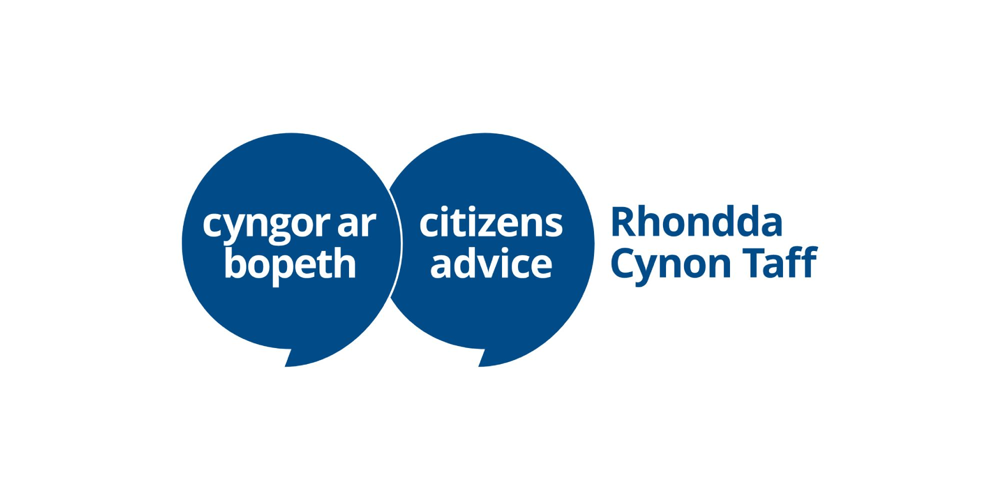 cyngor ar
bopeth
citizens
advice
Rhondda
Cynon Taff